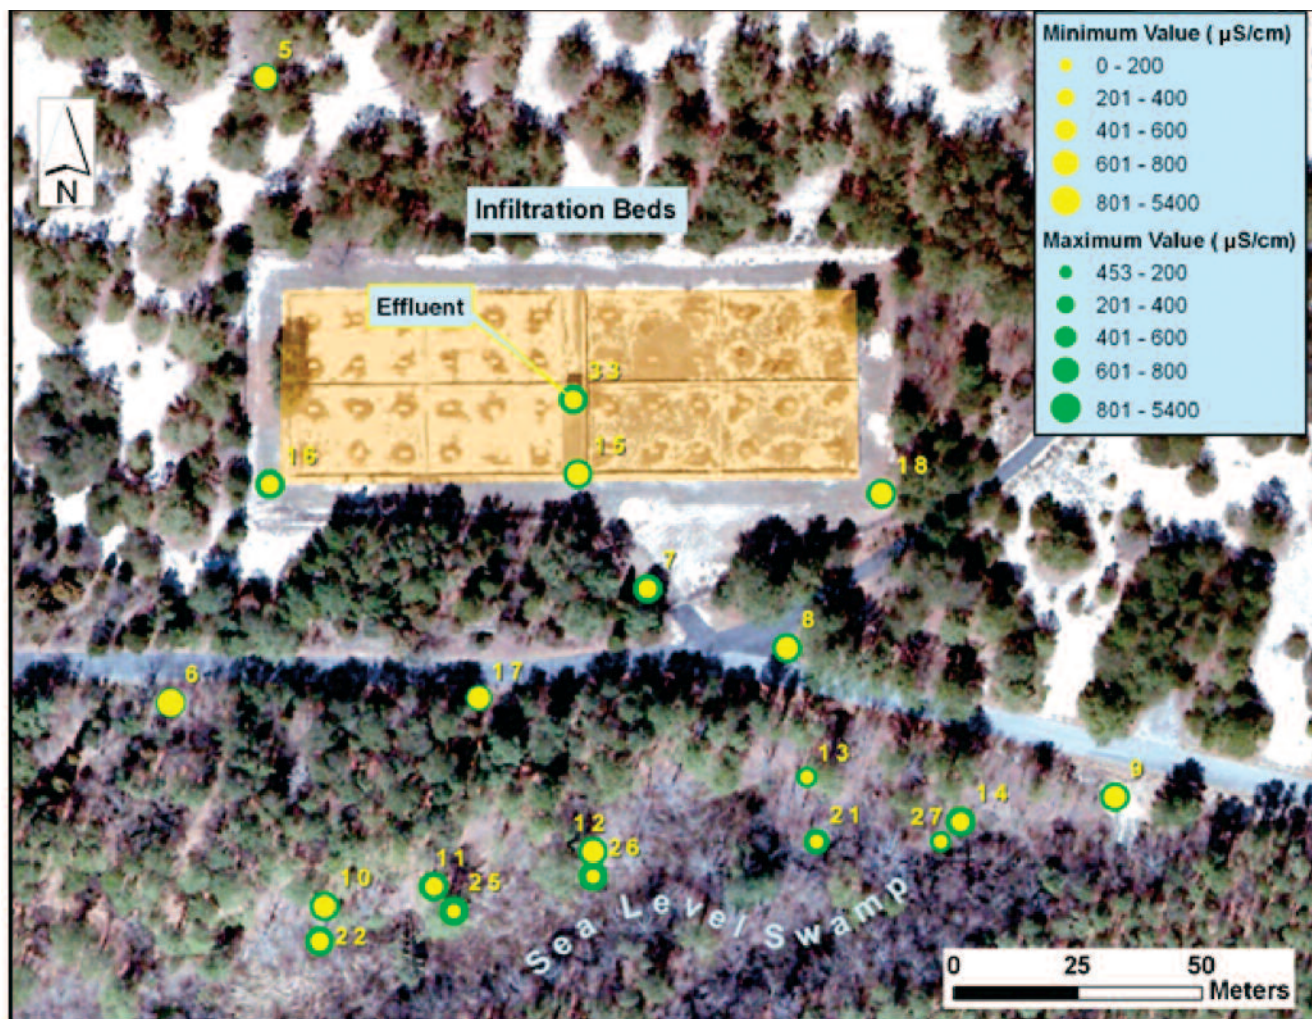 5
N
Infiltration Beds
Effluent
33
15
16
18
7
8
6
17
13
9
14
21
27
12
26
11
25
10
22
Sea Level Swamp
Minimum Value ( µS/cm)
0 - 200
201 - 400
401 - 600
601 - 800
801 - 5400
Maximum Value ( µS/cm)
453 - 200
201 - 400
401 - 600
601 - 800
801 - 5400
0 25 50
Meters